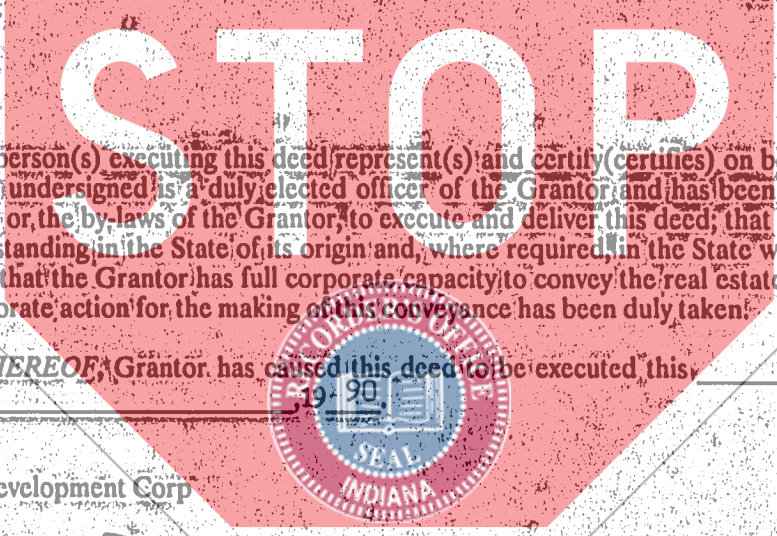 STOP
person(s) executing this deed represent(s) and certify(certifies) on b
undersigned is a duly elected officer of the Grantor and has been
or the by-laws of the Grantor, to execute and deliver this deed; that
standing in the State of its origin and, where required in the State w
that the Grantor has full corporate capacity to convey the real estate
orate action for the making of this conveyance has been duly taken.
HEREOF, Grantor has caused this deed to be executed this
, 19 90.
RECORDER'S OFFICE
SEAL
INDIANA
evelopment Corp